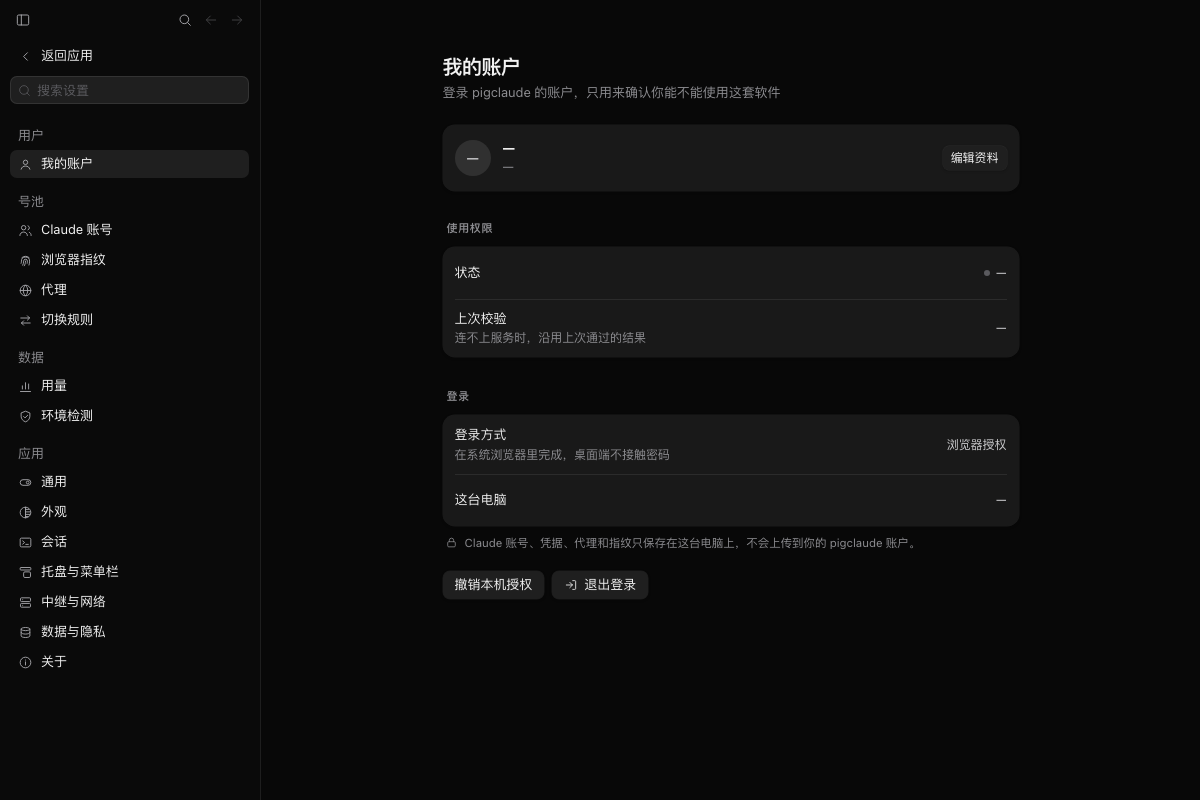 返回应用
搜索设置
用户
我的账户
号池
Claude 账号
浏览器指纹
代理
切换规则
数据
用量
环境检测
应用
通用
外观
会话
托盘与菜单栏
中继与网络
数据与隐私
关于
我的账户
登录 pigclaude 的账户，只用来确认你能不能使用这套软件
— —
—
编辑资料
使用权限
状态 —
上次校验
连不上服务时，沿用上次通过的结果
—
登录
登录方式
在系统浏览器里完成，桌面端不接触密码
浏览器授权
这台电脑 —
Claude 账号、凭据、代理和指纹只保存在这台电脑上，不会上传到你的 pigclaude 账户。
撤销本机授权 退出登录